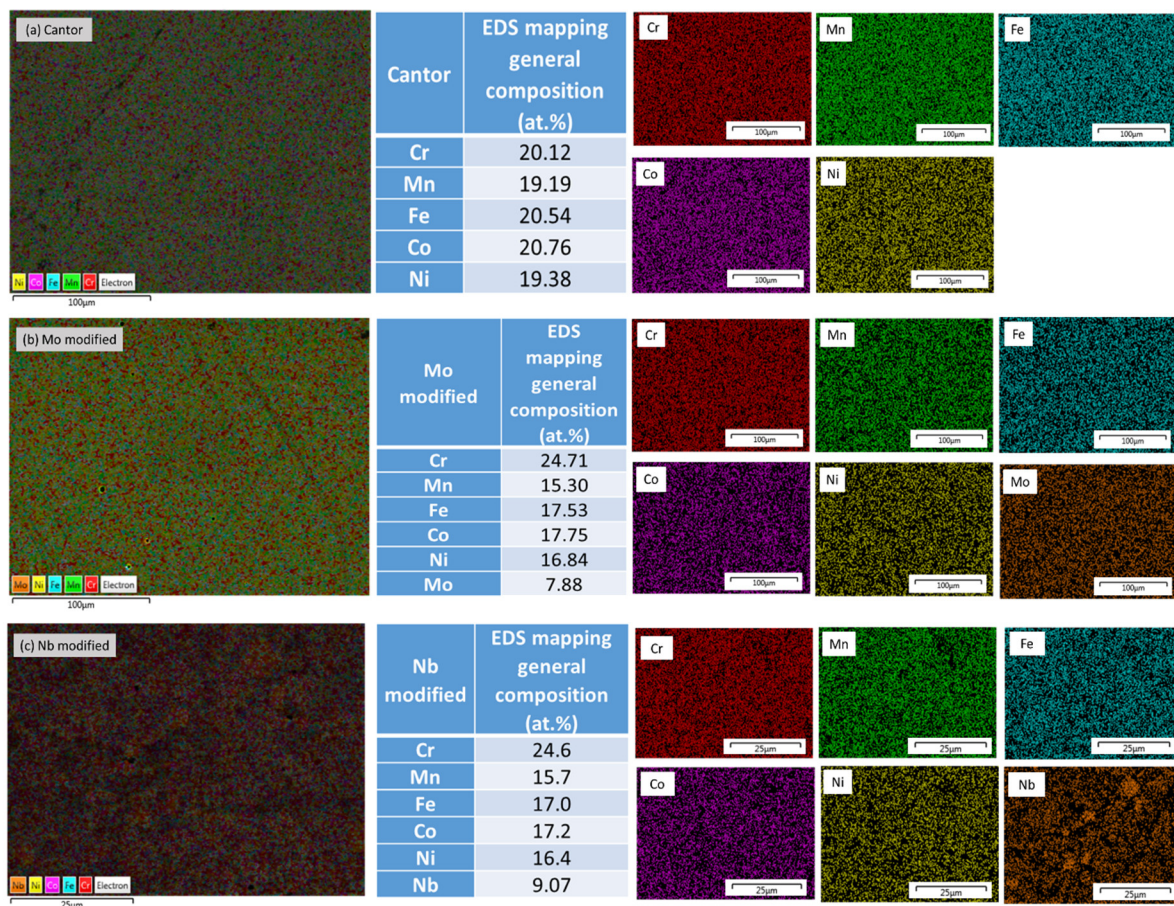 (a) Cantor
Ni Co Fe Mn Cr Electron
100μm
Cantor
EDS mapping
general
composition
(at.%)
Cr 20.12
Mn 19.19
Fe 20.54
Co 20.76
Ni 19.38
Cr
100μm
Mn
100μm
Fe
100μm
Co
100μm
Ni
100μm
(b) Mo modified
Mo Ni Fe Mn Cr Electron
100μm
Mo
modified
EDS
mapping
general
composition
(at.%)
Cr 24.71
Mn 15.30
Fe 17.53
Co 17.75
Ni 16.84
Mo 7.88
Cr
100μm
Mn
100μm
Fe
100μm
Co
100μm
Ni
100μm
Mo
100μm
(c) Nb modified
Nb Ni Co Fe Cr Electron
25μm
Nb
modified
EDS mapping
general
composition
(at.%)
Cr 24.6
Mn 15.7
Fe 17.0
Co 17.2
Ni 16.4
Nb 9.07
Cr
25μm
Mn
25μm
Fe
25μm
Co
25μm
Ni
25μm
Nb
25μm